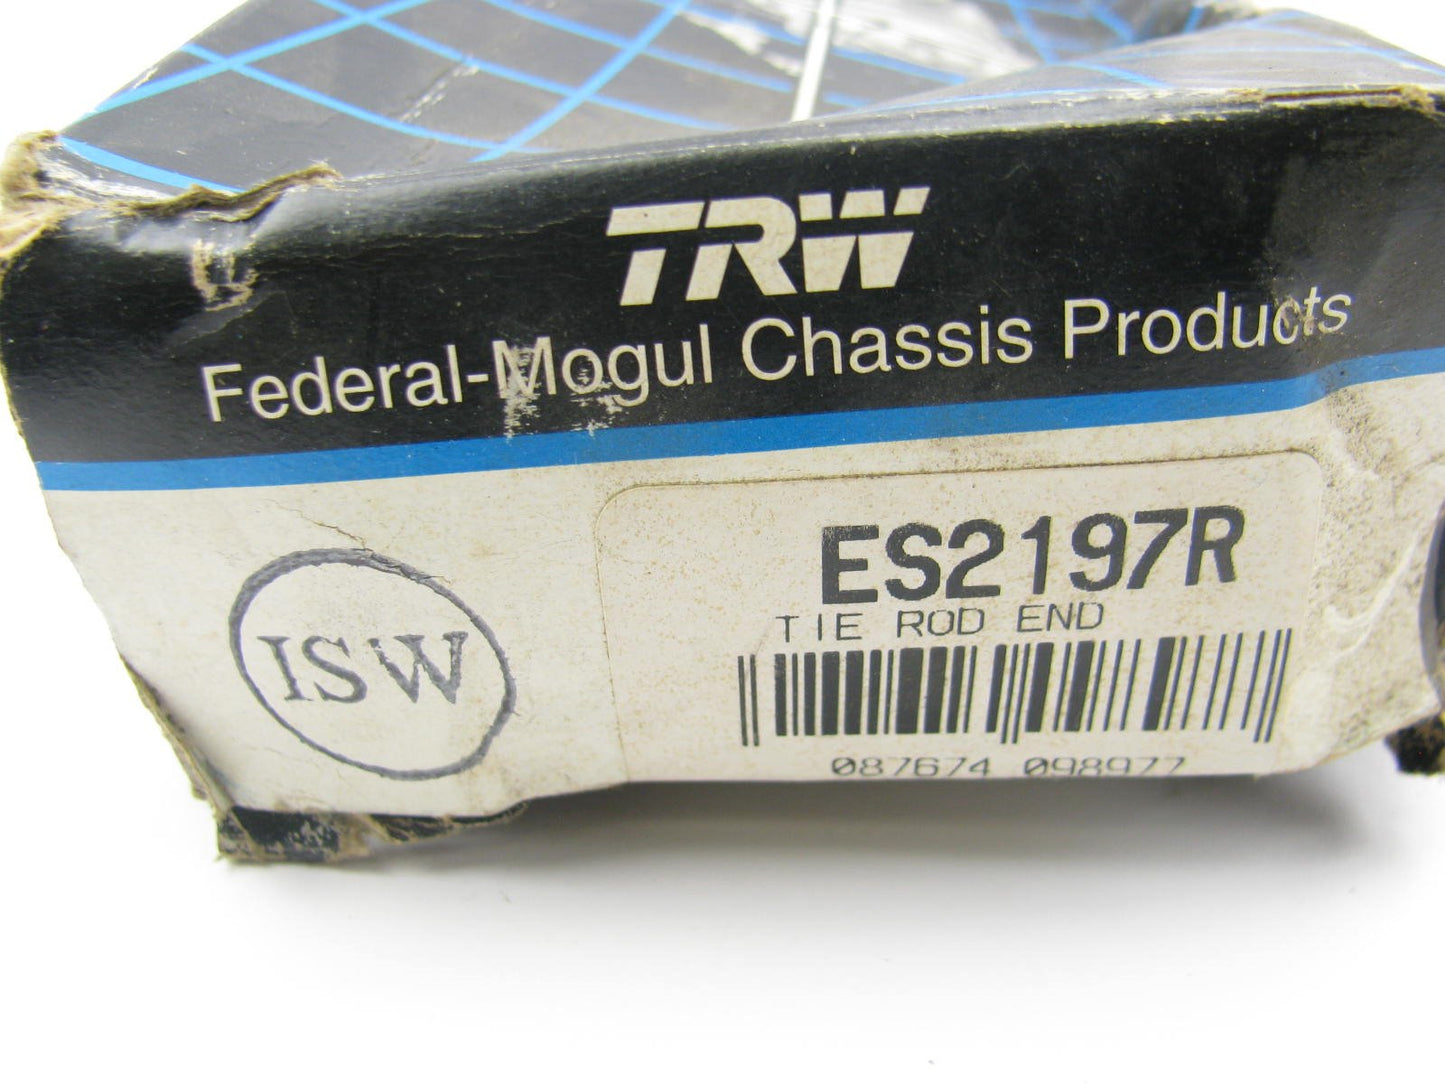 TRW
Federal-Mogul Chassis Products
ISW
ES2197R
TIE ROD END
087674 098977